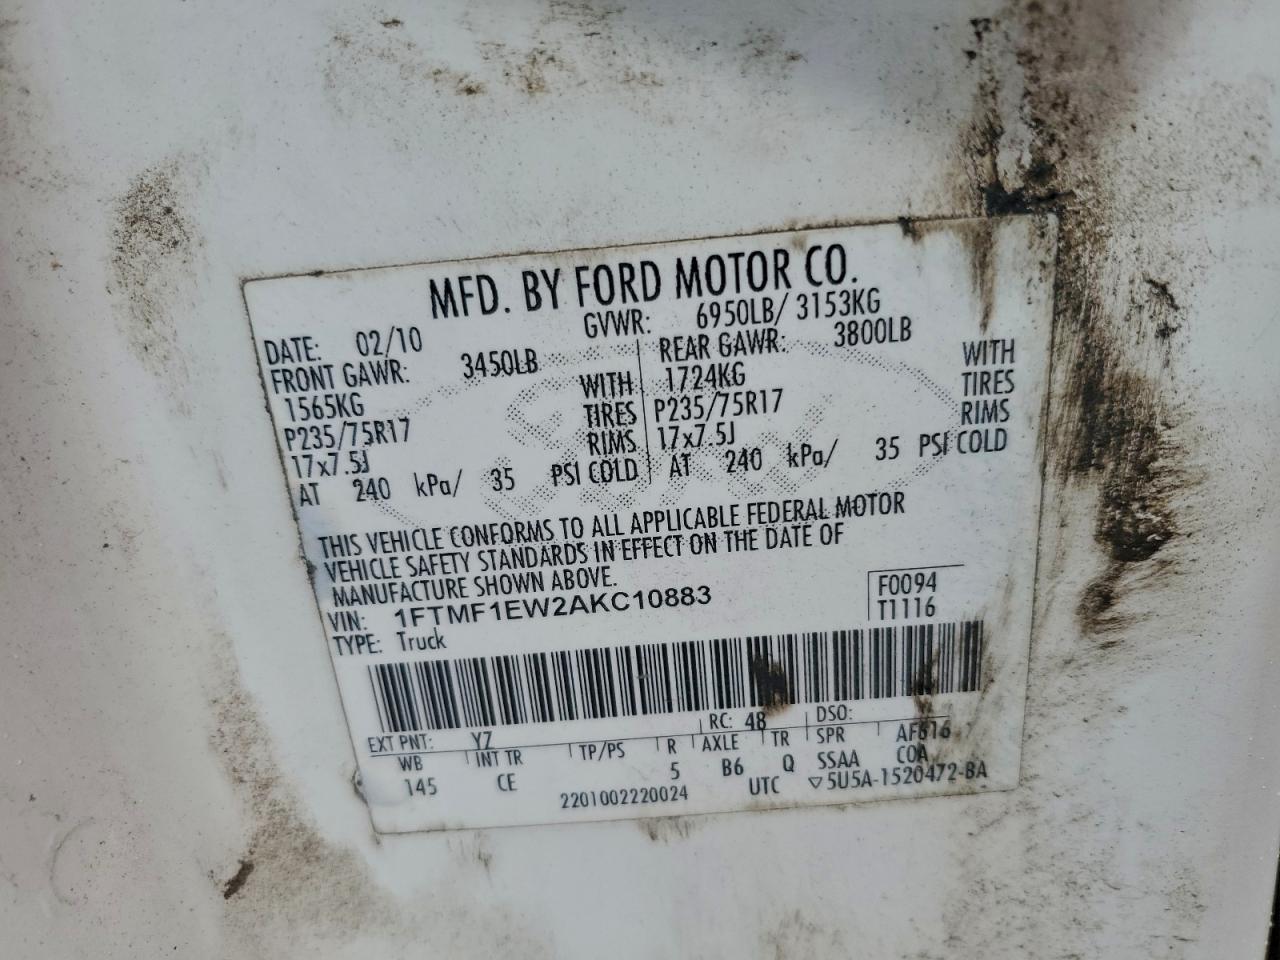 MFD. BY FORD MOTOR CO.
DATE: 02/10 GVWR: 6950LB/ 3153KG
FRONT GAWR: 3450LB REAR GAWR: 3800LB
1565KG WITH 1724KG WITH
P235/75R17 TIRES P235/75R17 TIRES
17x7.5J RIMS 17x7.5J RIMS
AT 240 kPa/ 35 PSI COLD AT 240 kPa/ 35 PSI COLD
THIS VEHICLE CONFORMS TO ALL APPLICABLE FEDERAL MOTOR
VEHICLE SAFETY STANDARDS IN EFFECT ON THE DATE OF
MANUFACTURE SHOWN ABOVE.
VIN: 1FTMF1EW2AKC10883 F0094
TYPE: Truck T1116
EXT PNT: YZ RC: 48 DSO:
WB INT TR TP/PS R AXLE TR SPR AF616
145 CE 5 B6 Q SSAA COA
2201002220024 UTC ▽5U5A-1520472-BA